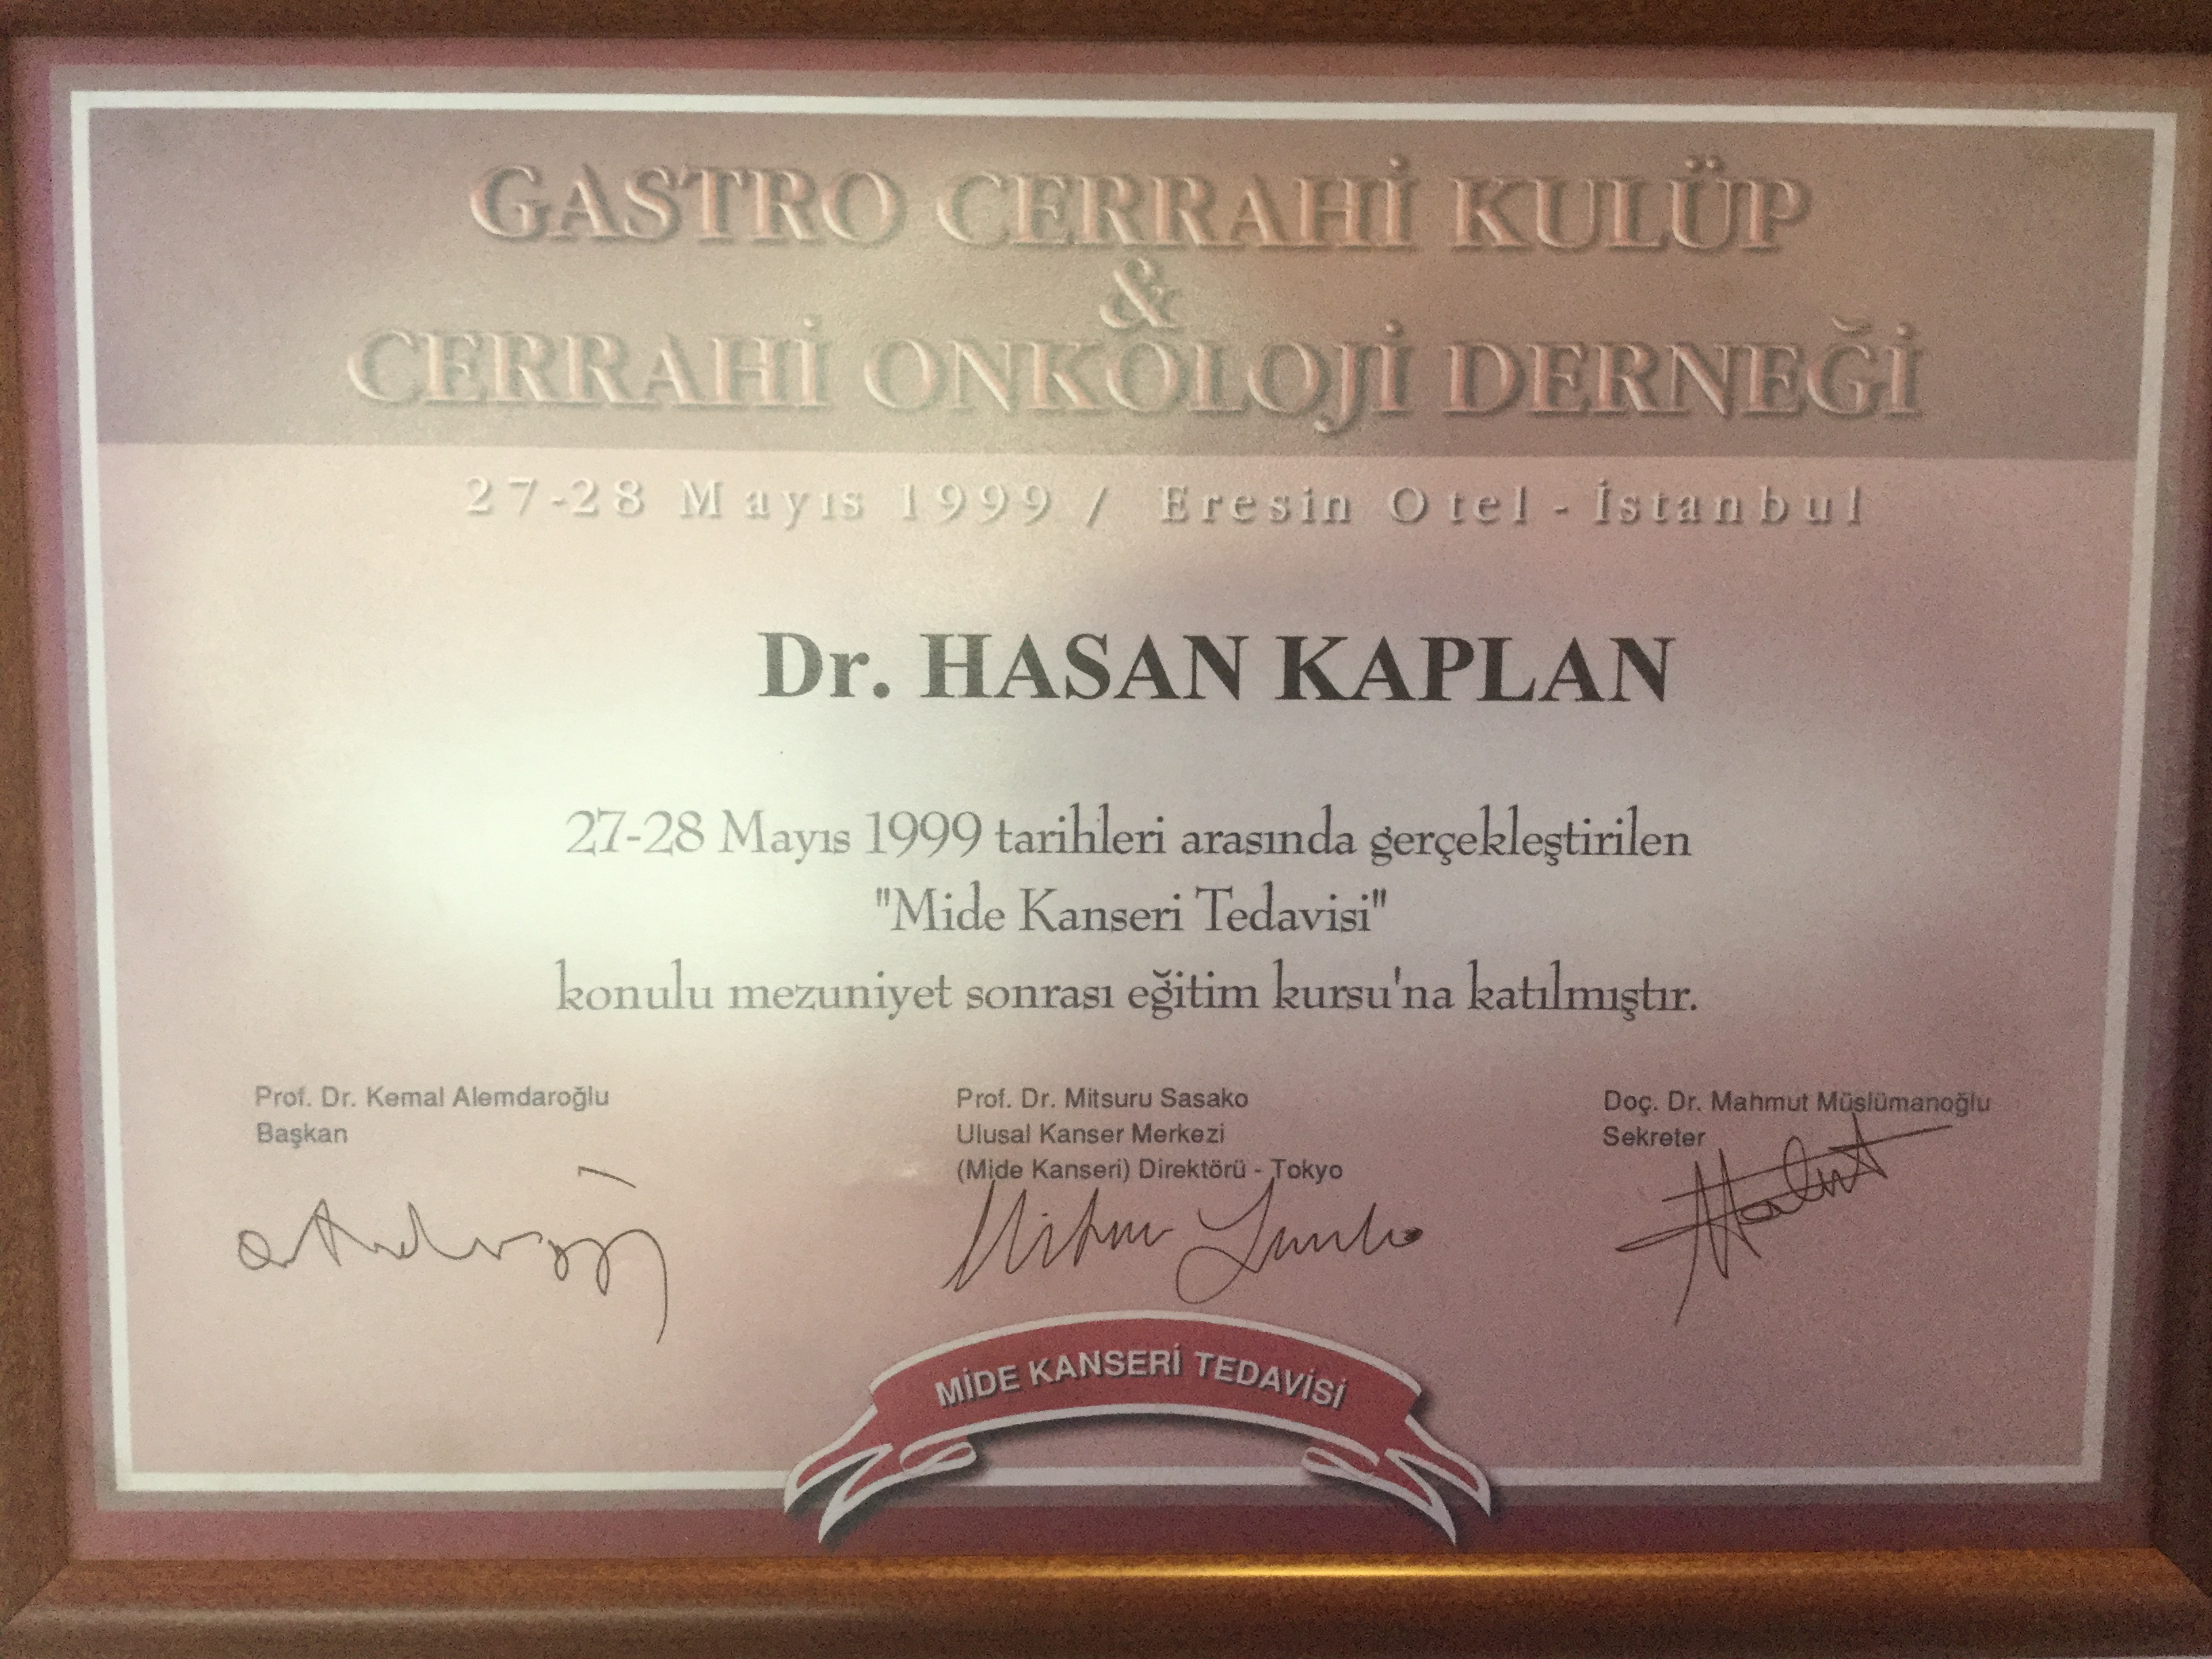 GASTRO CERRAHİ KULÜP
&
CERRAHİ ONKOLOJİ DERNEĞİ
27-28 Mayıs 1999 / Eresin Otel - İstanbul
Dr. HASAN KAPLAN
27-28 Mayıs 1999 tarihleri arasında gerçekleştirilen
"Mide Kanseri Tedavisi"
konulu mezuniyet sonrası eğitim kursu'na katılmıştır.
Prof. Dr. Kemal Alemdaroğlu
Başkan
Prof. Dr. Mitsuru Sasako
Ulusal Kanser Merkezi
(Mide Kanseri) Direktörü - Tokyo
Doç. Dr. Mahmut Müslümanoğlu
Sekreter
MİDE KANSERİ TEDAVİSİ